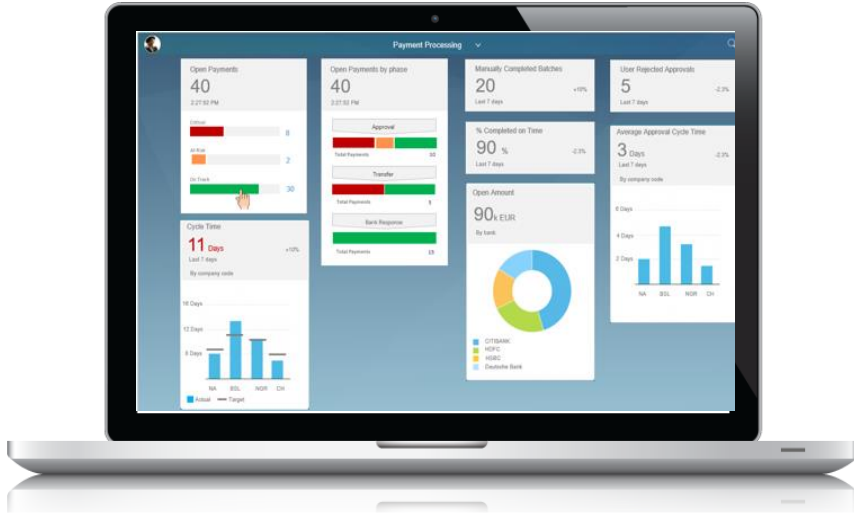 Payment Processing
Open Payments
40
2:27:52 PM
Critical
8
At Risk
2
On Track
30
Cycle Time
11 Days
+10%
Last 7 days
By company code
16 Days
12 Days
8 Days
NA BSL NOR CH
Actual Target
Open Payments by phase
40
2:27:52 PM
Approval
Total Payments
Transfer
Total Payments 5
Bank Response
Total Payments 15
Manually Completed Batches
20
+10%
Last 7 days
% Completed on Time
90 %
-2.3%
Last 7 days
Open Amount
90k EUR
By bank
CITIBANK
HDFC
HSBC
Deutsche Bank
User Rejected Approvals
5
-2.3%
Last 7 days
Average Approval Cycle Time
3 Days
-2.3%
Last 7 days
By company code
4 Days
2 Days
NA BSL NOR CH